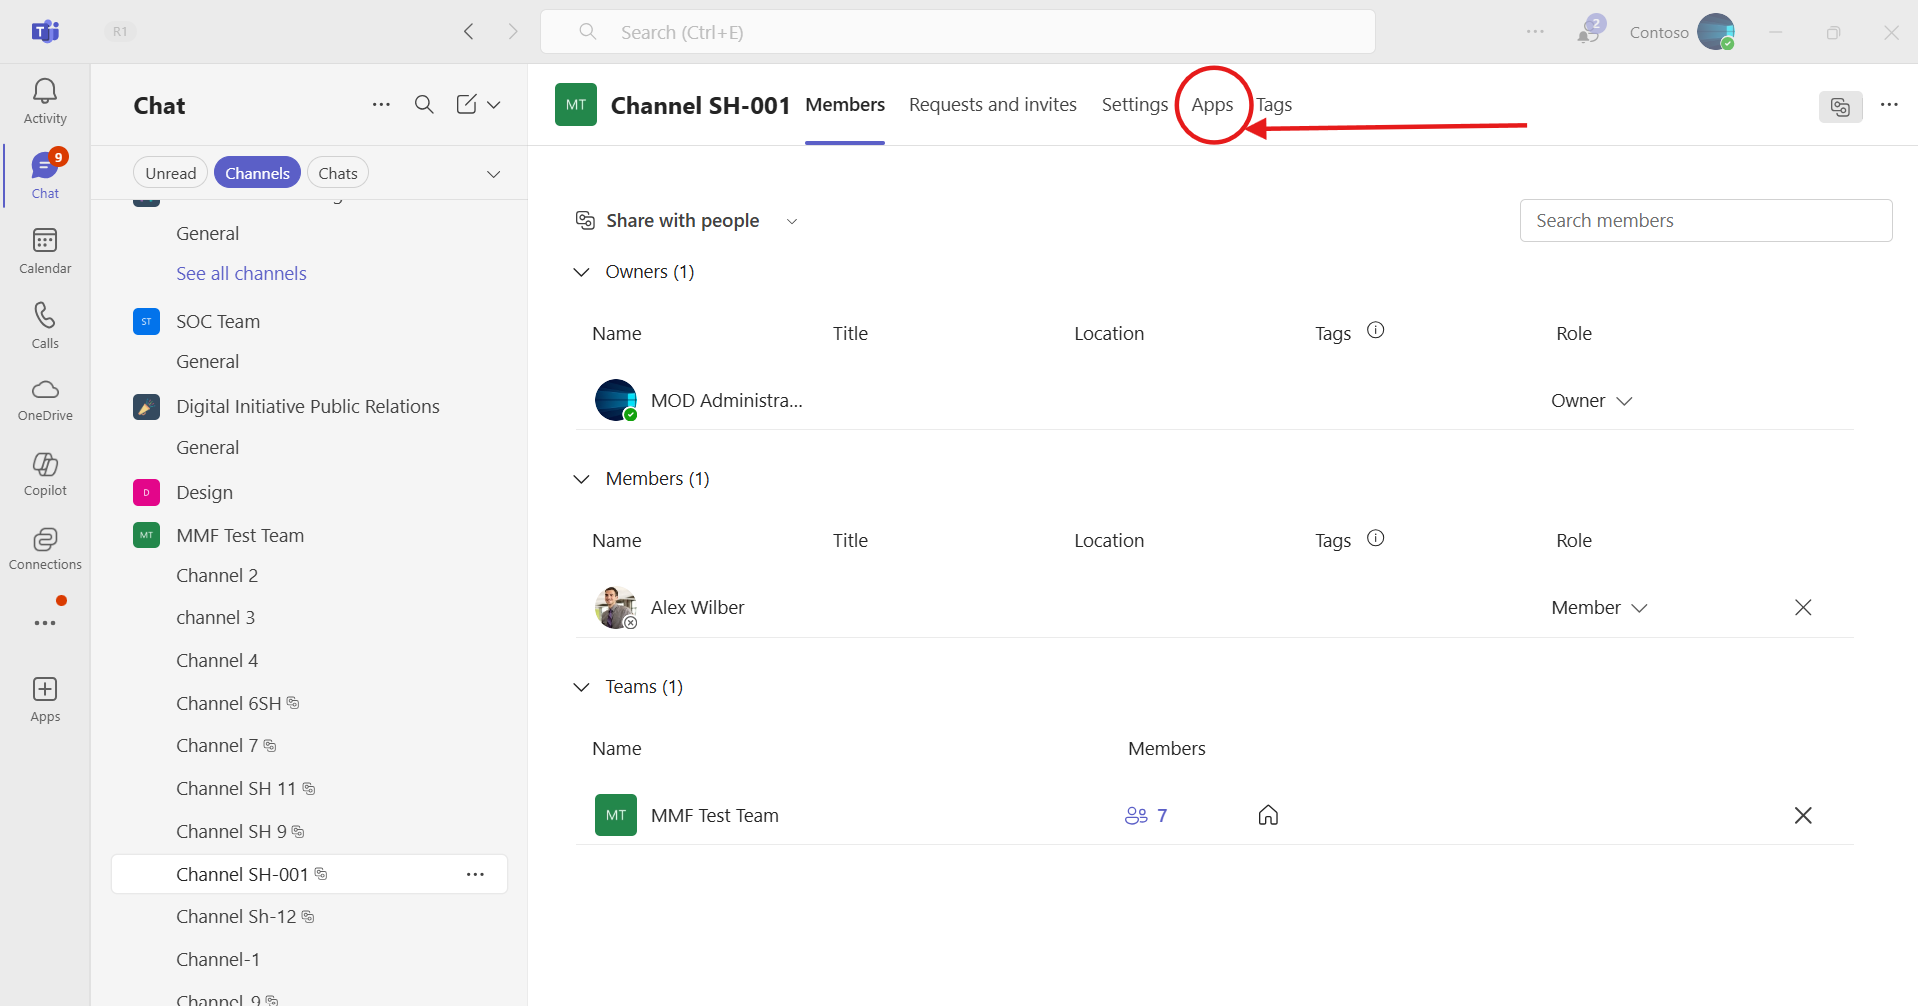 R1
Search (Ctrl+E)
2
Contoso
Activity
9
Chat
Calendar
Calls
OneDrive
Copilot
Connections
Apps
Chat
Unread
Channels
Chats
General
See all channels
ST
SOC Team
General
Digital Initiative Public Relations
General
D
Design
MT
MMF Test Team
Channel 2
channel 3
Channel 4
Channel 6SH
Channel 7
Channel SH 11
Channel SH 9
Channel SH-001
Channel Sh-12
Channel-1
Channel 9
MT
Channel SH-001
Members
Requests and invites
Settings
Apps
Tags
Share with people
Search members
Owners (1)
Name Title Location Tags Role
MOD Administra... Owner
Members (1)
Name Title Location Tags Role
Alex Wilber Member
Teams (1)
Name Members
MT MMF Test Team 7